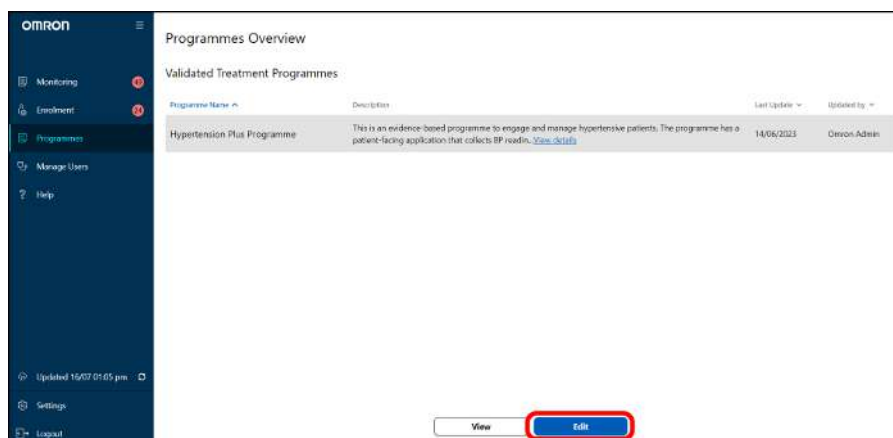 OMRON
Programmes Overview
Monitoring
Enrolment 24
Programmes
Manage Users
? Help
Validated Treatment Programmes
Programme Name Description Last Update Updated by
Hypertension Plus Programme This is an evidence-based programme to engage and manage hypertensive patients. The programme has a
patient-facing application that collects BP readin... View details 14/06/2023 Omron Admin
Updated 16/07 01:05 pm
Settings
Logout
View Edit